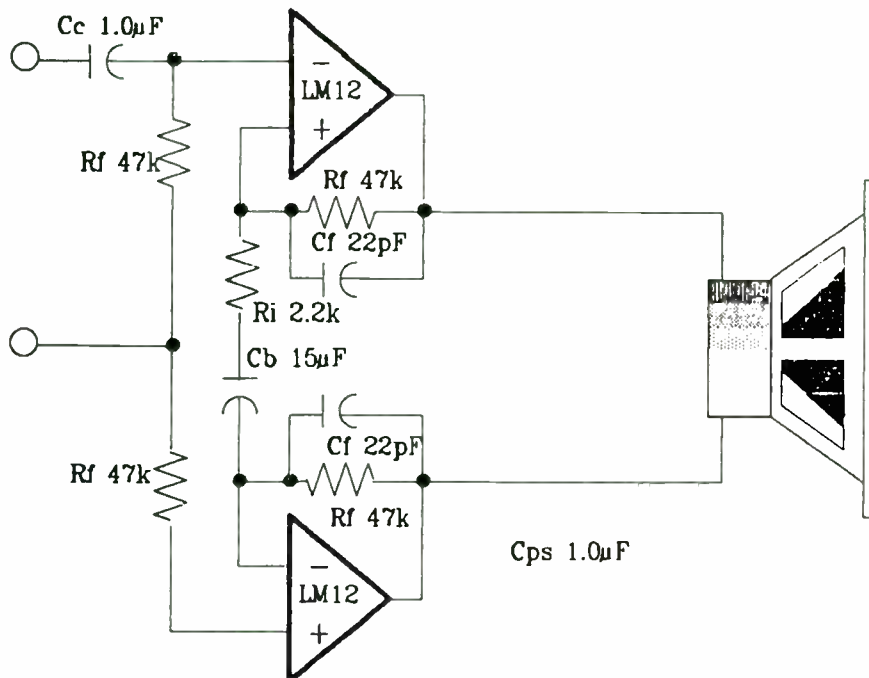 Cc 1.0µF
−
LM12
+
Rf 47k
Rf 47k
Cf 22pF
Ri 2.2k
Cb 15µF
Cf 22pF
Rf 47k
Rf 47k
Cps 1.0µF
−
LM12
+